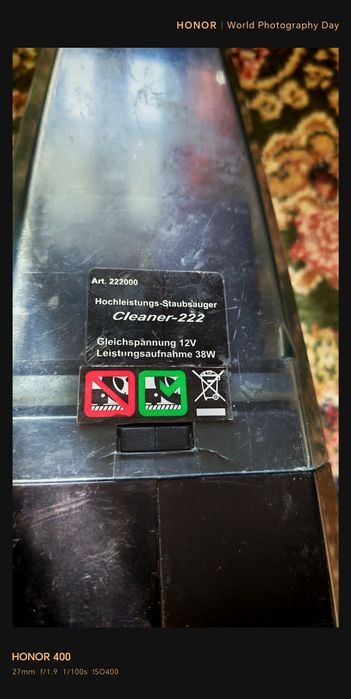 HONOR | World Photography Day
Art. 222000
Hochleistungs-Staubsauger
Cleaner-222
Gleichspannung 12V
Leistungsaufnahme 38W
HONOR 400
27mm f/1.9 1/100s ISO400